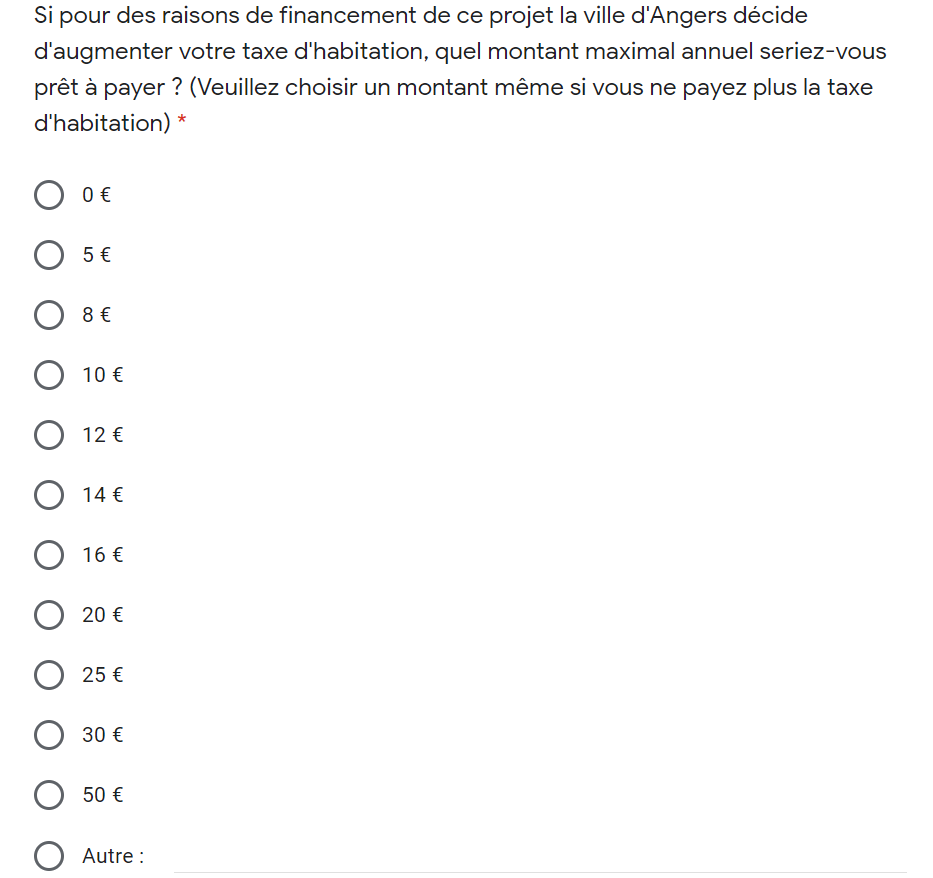 Si pour des raisons de financement de ce projet la ville d'Angers décide
d'augmenter votre taxe d'habitation, quel montant maximal annuel seriez-vous
prêt à payer ? (Veuillez choisir un montant même si vous ne payez plus la taxe
d'habitation) *
0 €
5 €
8 €
10 €
12 €
14 €
16 €
20 €
25 €
30 €
50 €
Autre :